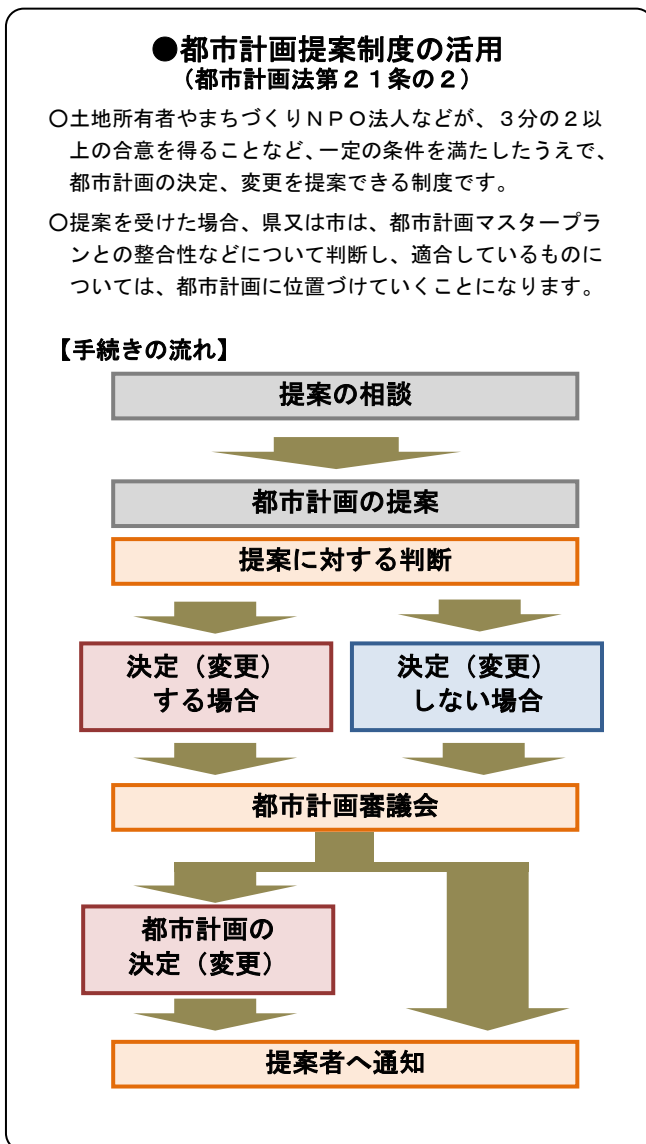 ●都市計画提案制度の活用
（都市計画法第２１条の２）
○土地所有者やまちづくりＮＰＯ法人などが、３分の２以
上の合意を得ることなど、一定の条件を満たしたうえで、
都市計画の決定、変更を提案できる制度です。
○提案を受けた場合、県又は市は、都市計画マスタープラ
ンとの整合性などについて判断し、適合しているものに
ついては、都市計画に位置づけていくことになります。
【手続きの流れ】
提案の相談
都市計画の提案
提案に対する判断
決定（変更）
する場合
決定（変更）
しない場合
都市計画審議会
都市計画の
決定（変更）
提案者へ通知